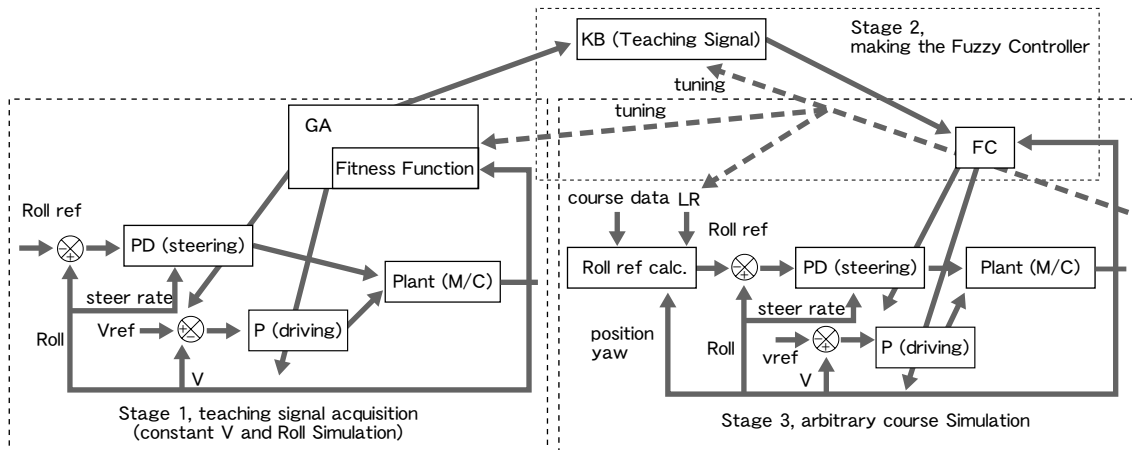 KB (Teaching Signal)
Stage 2,
making the Fuzzy Controller
tuning
tuning
GA
Fitness Function
FC
Roll ref
PD (steering)
Plant (M/C)
steer rate
Vref
P (driving)
Roll
V
Stage 1, teaching signal acquisition
(constant V and Roll Simulation)
course data
LR
Roll ref
Roll ref calc.
PD (steering)
Plant (M/C)
steer rate
position
yaw
Roll
vref
P (driving)
V
Stage 3, arbitrary course Simulation